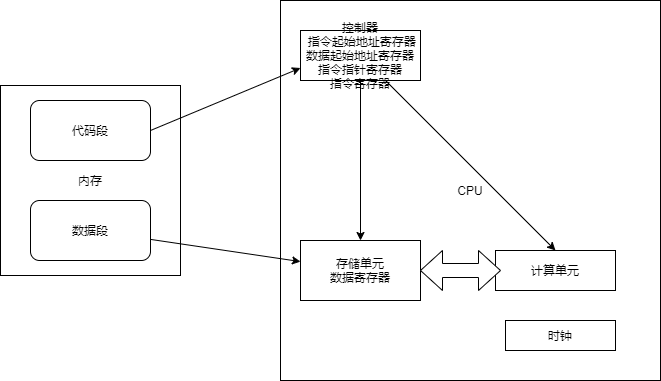 控制器
指令起始地址寄存器
数据起始地址寄存器
指令指针寄存器
指令寄存器
代码段
内存
数据段
CPU
存储单元
数据寄存器
计算单元
时钟